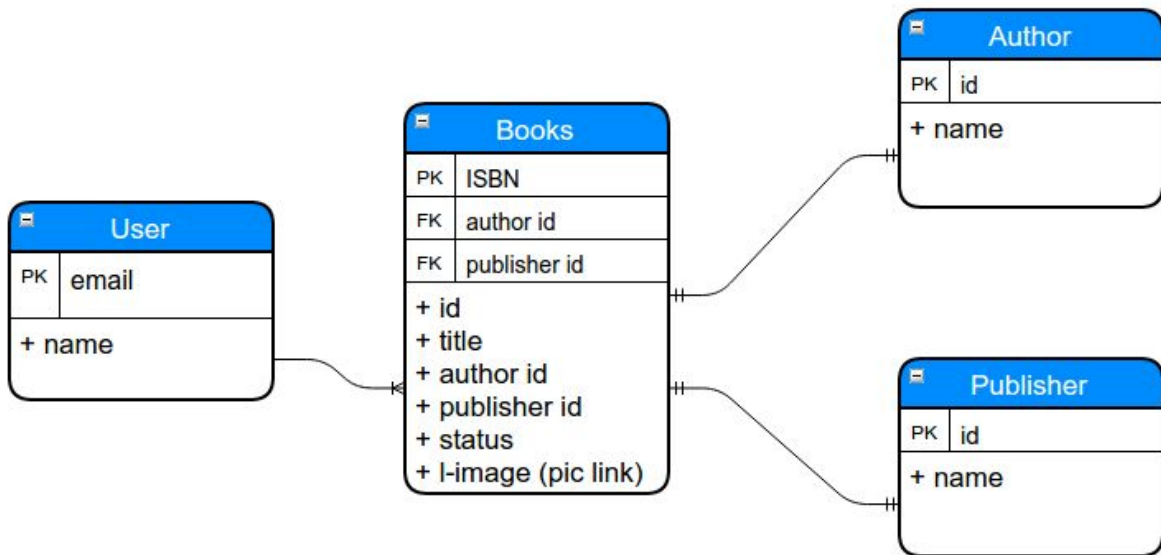 User
PK email
+ name
Books
PK ISBN
FK author id
FK publisher id
+ id
+ title
+ author id
+ publisher id
+ status
+ l-image (pic link)
Author
PK id
+ name
Publisher
PK id
+ name